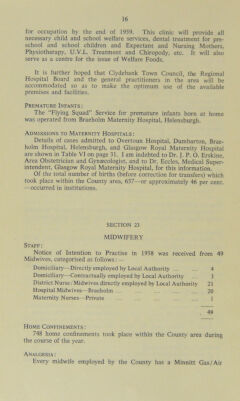 16
for occupation by the end of 1959. This clinic will provide all
necessary child and school welfare services, dental treatment for pre-
school and school children and Expectant and Nursing Mothers,
Physiotherapy, U.V.L. Treatment and Chiropody, etc. It will also
serve as a centre for the issue of Welfare Foods.
It is further hoped that Clydebank Town Council, the Regional
Hospital Board and the general practitioners in the area will be
accommodated so as to make the optimum use of the available
premises and facilities.
PREMATURE INFANTS:
The "Flying Squad" Service for premature infants born at home
was operated from Braeholm Maternity Hospital, Helensburgh.
ADMISSIONS TO MATERNITY HOSPITALS:
Details of cases admitted to Overtoun Hospital, Dumbarton, Brae-
holm Hospital, Helensburgh, and Glasgow Royal Maternity Hospital
are shown in Table VI on page 31. I am indebted to Dr. J. P. O. Erskine,
Area Obstetrician and Gynæcologist, and to Dr. Eccles, Medical Super-
intendent, Glasgow Royal Maternity Hospital, for this information.
Of the total number of births (before correction for transfers) which
took place within the County area, 657—or approximately 46 per cent.
—occurred in institutions.
SECTION 23
MIDWIFERY
STAFF:
Notice of Intention to Practise in 1958 was received from 49
Midwives, categorised as follows: —
Domiciliary—Directly employed by Local Authority ... 4
Domiciliary—Contractually employed by Local Authority 1
District Nurse/Midwives directly employed by Local Authority 23
Hospital Midwives—Braeholm ... 20
Maternity Nurses—Private ... 1
49
HOME CONFINEMENTS:
748 home confinements took place within the County area during
the course of the year.
ANALGESIA:
Every midwife employed by the County has a Minnitt Gas/Air